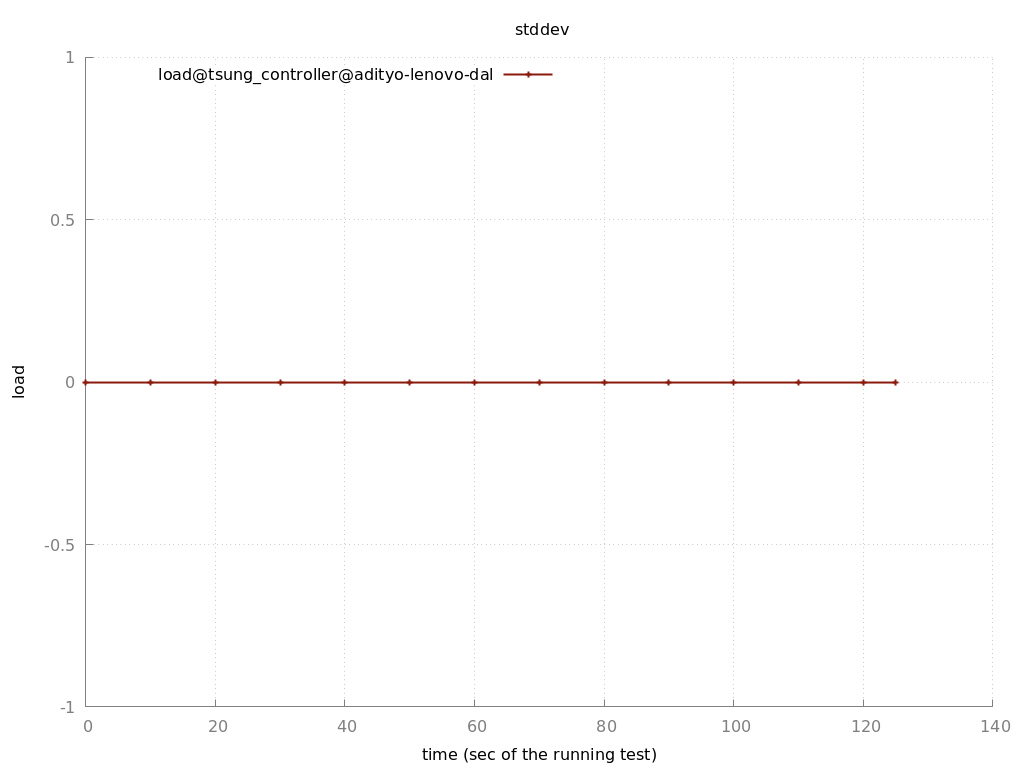 stddev
load@tsung_controller@adityo-lenovo-dal
1
0.5
0
-0.5
-1
load
0 20 40 60 80 100 120 140
time (sec of the running test)